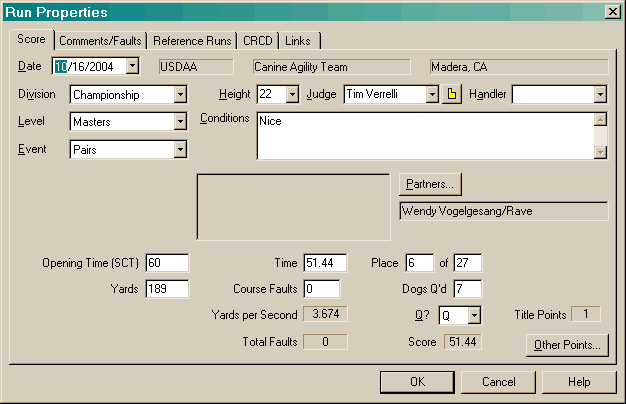 Run Properties
Score Comments/Faults Reference Runs CRCD Links
Date 10/16/2004 USDAA Canine Agility Team Madera, CA
Division Championship Height 22 Judge Tim Verrelli Handler
Level Masters Conditions Nice
Event Pairs
Partners...
Wendy Vogelgesang/Rave
Opening Time (SCT) 60 Time 51.44 Place 6 of 27
Yards 189 Course Faults 0 Dogs Q'd 7
Yards per Second 3.674 Q? Q Title Points 1
Total Faults 0 Score 51.44 Other Points...
OK Cancel Help